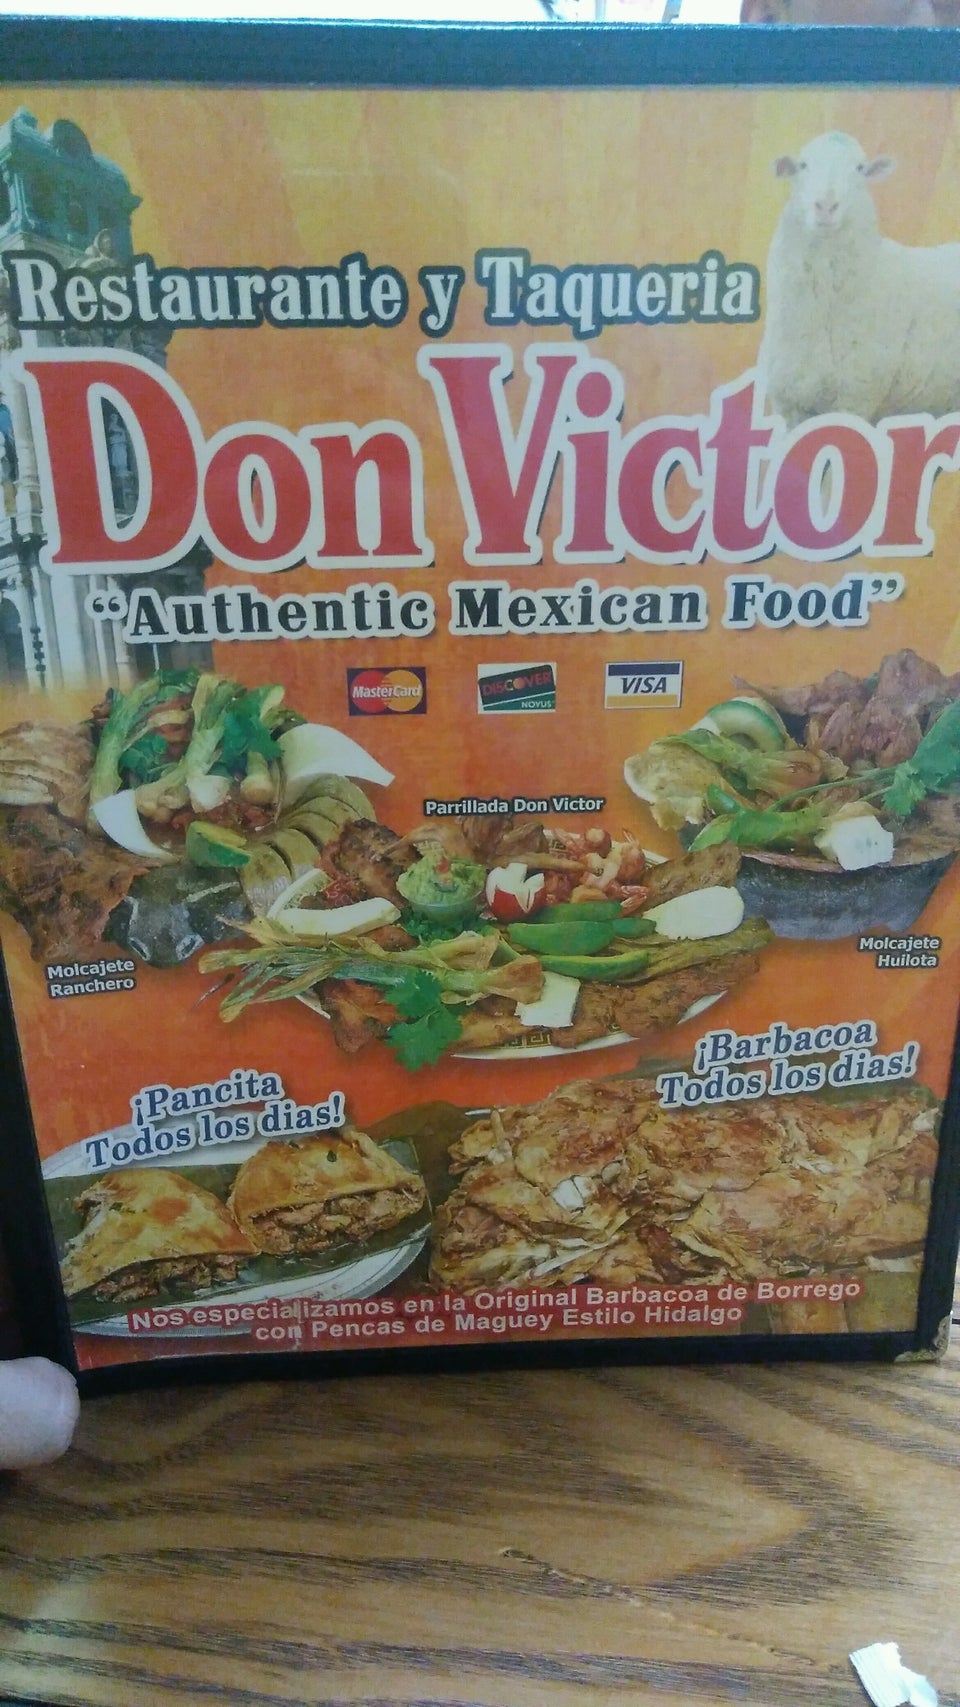 Restaurante y Taqueria
Don Victor
“Authentic Mexican Food”
MasterCard
DISCOVER
NOVUS
VISA
Parrillada Don Victor
Molcajete
Ranchero
Molcajete
Huilota
¡Pancita
Todos los dias!
¡Barbacoa
Todos los dias!
Nos especializamos en la Original Barbacoa de Borrego
con Pencas de Maguey Estilo Hidalgo